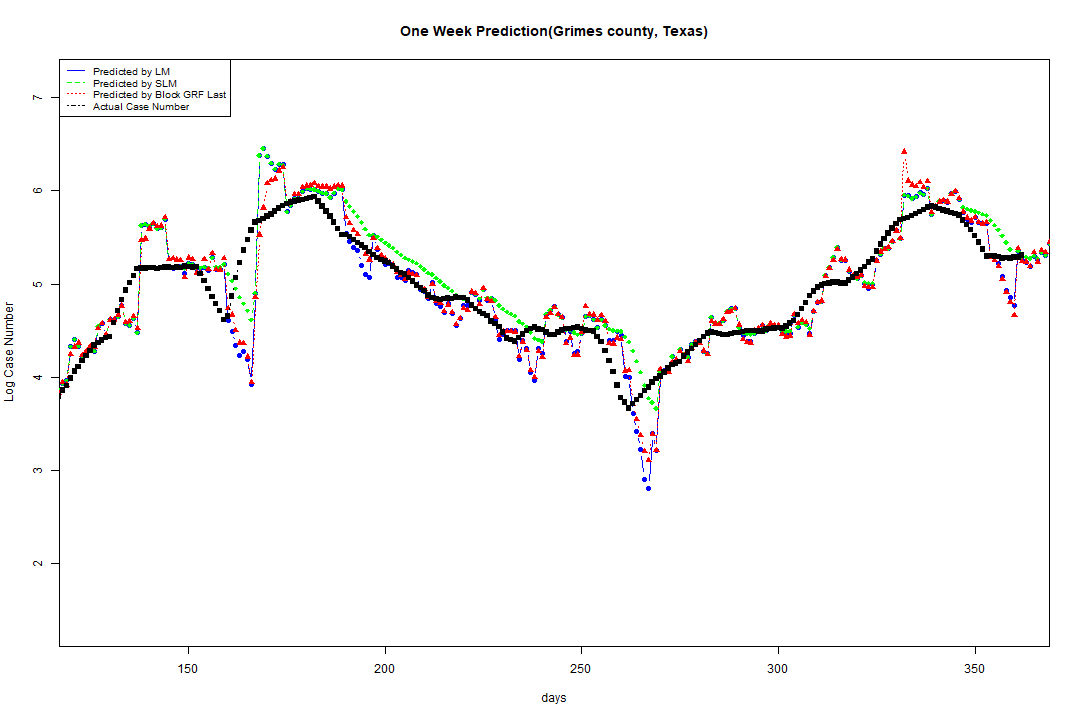 One Week Prediction(Grimes county, Texas)
Predicted by LM
Predicted by SLM
Predicted by Block GRF Last
Actual Case Number
Log Case Number
7
6
5
4
3
2
150
200
250
300
350
days